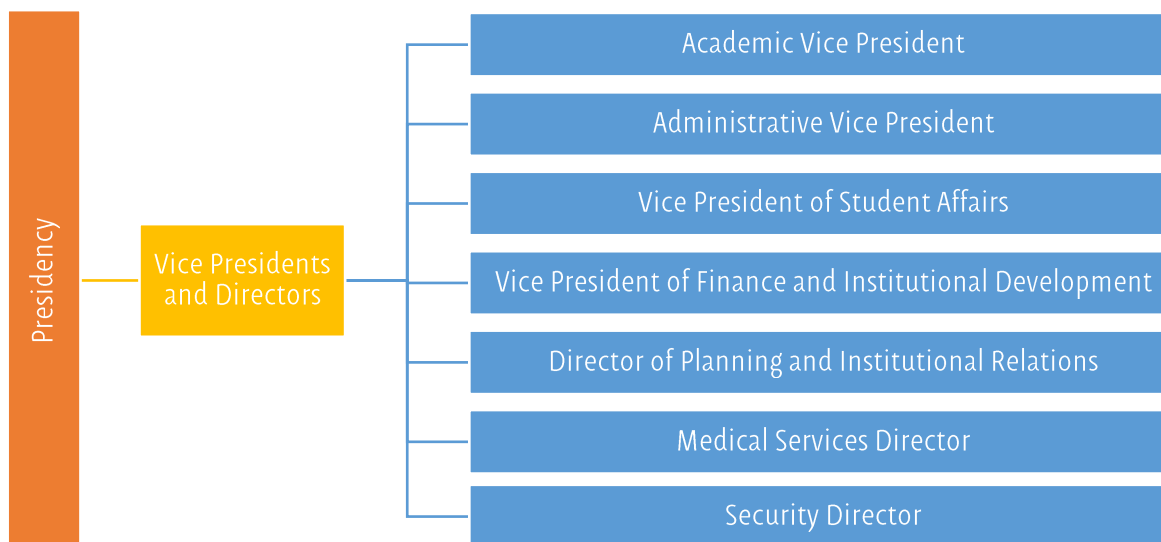 Presidency
Vice Presidents
and Directors
Academic Vice President
Administrative Vice President
Vice President of Student Affairs
Vice President of Finance and Institutional Development
Director of Planning and Institutional Relations
Medical Services Director
Security Director